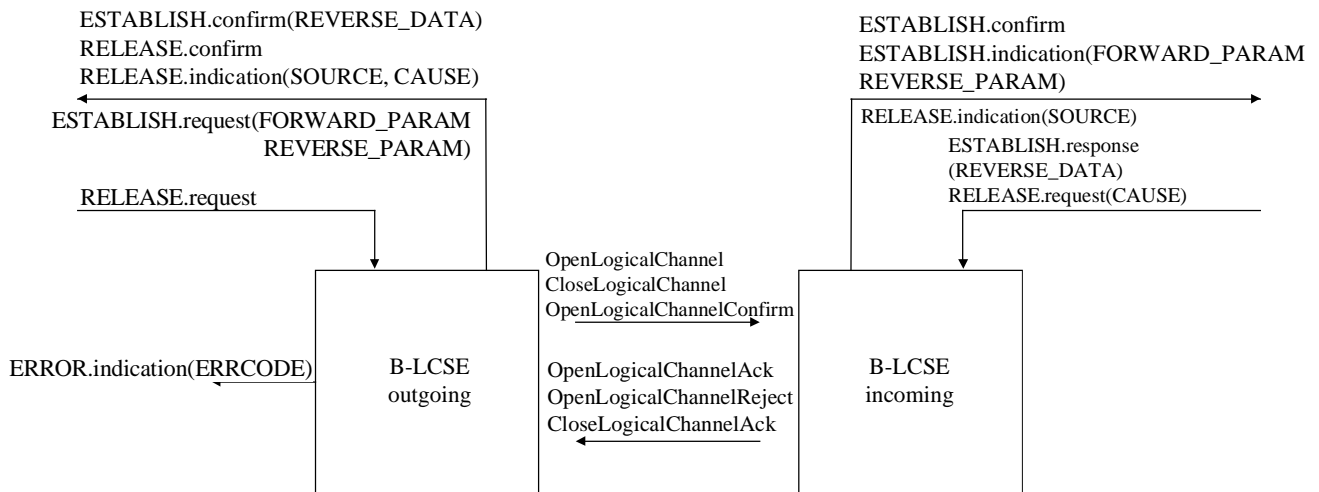 ESTABLISH.confirm(REVERSE_DATA)
RELEASE.confirm
RELEASE.indication(SOURCE, CAUSE)
ESTABLISH.request(FORWARD_PARAM
REVERSE_PARAM)
RELEASE.request
ESTABLISH.confirm
ESTABLISH.indication(FORWARD_PARAM
REVERSE_PARAM)
RELEASE.indication(SOURCE)
ESTABLISH.response
(REVERSE_DATA)
RELEASE.request(CAUSE)
OpenLogicalChannel
CloseLogicalChannel
OpenLogicalChannelConfirm
ERROR.indication(ERRCODE)
B-LCSE
outgoing
OpenLogicalChannelAck
OpenLogicalChannelReject
CloseLogicalChannelAck
B-LCSE
incoming